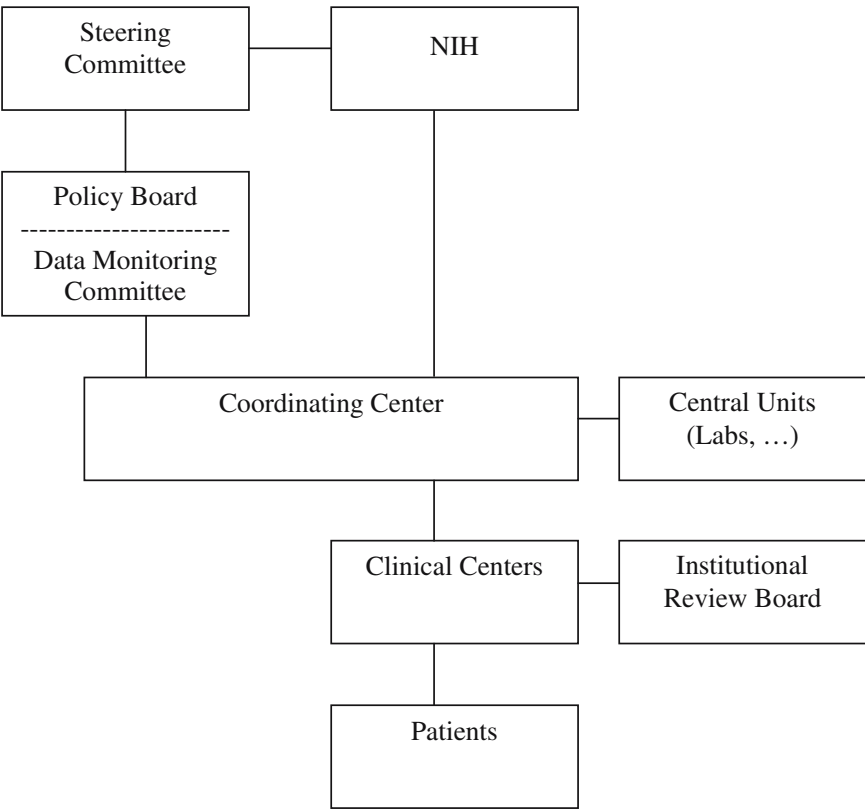 Steering
Committee
NIH
Policy Board
Data Monitoring
Committee
Coordinating Center
Central Units
(Labs, …)
Clinical Centers
Institutional
Review Board
Patients